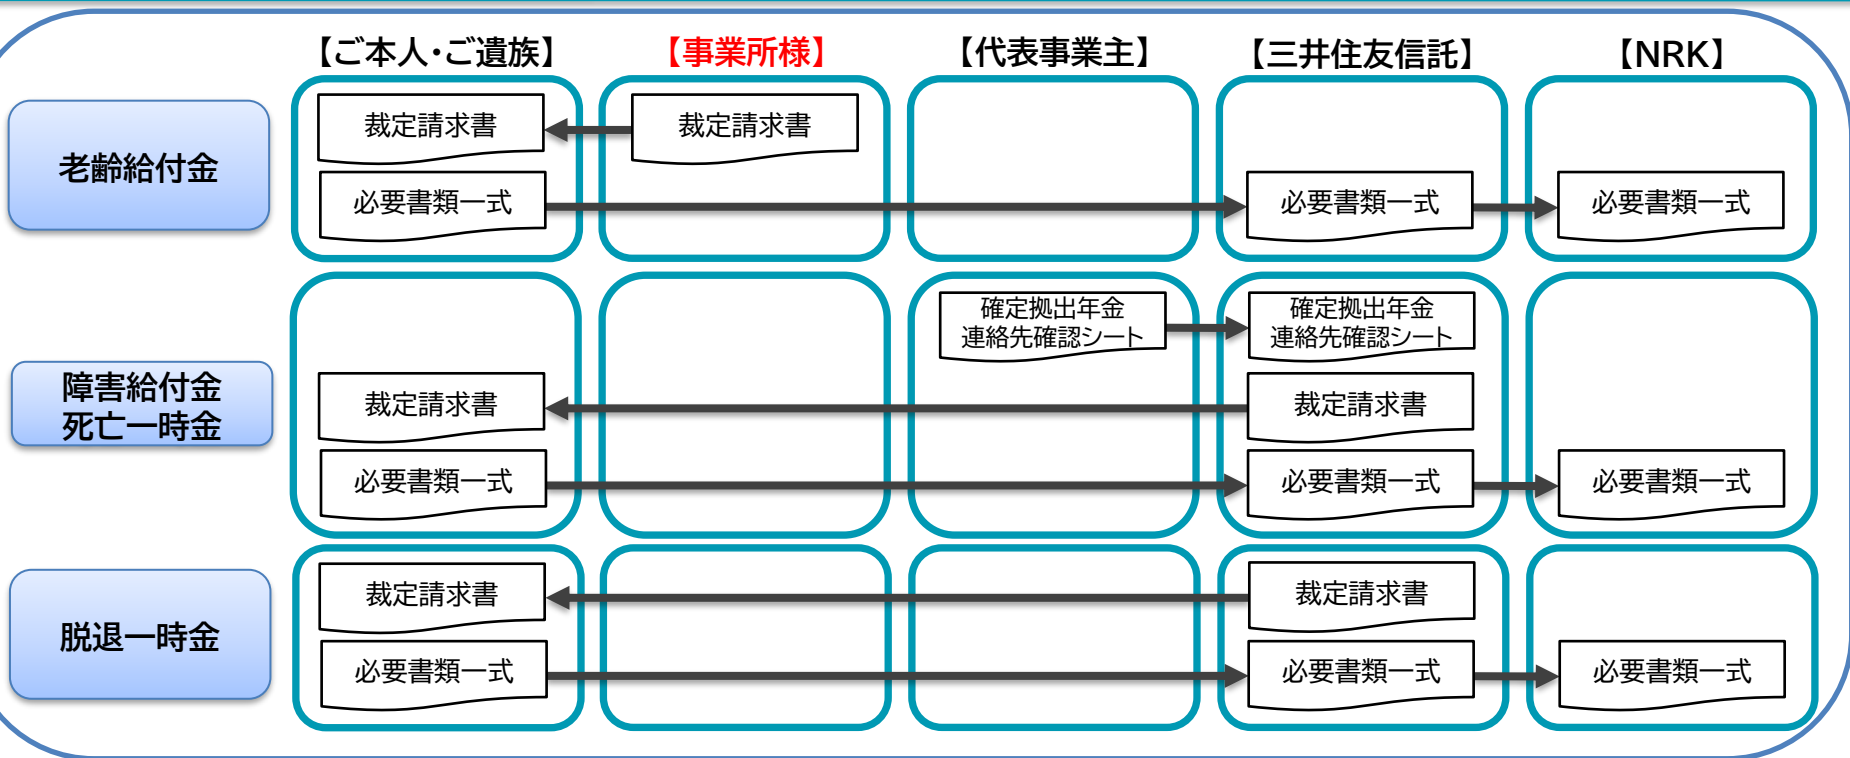 【ご本人・ご遺族】
【事業所様】
【代表事業主】
【三井住友信託】
【NRK】
老齢給付金
裁定請求書
裁定請求書
必要書類一式
必要書類一式
必要書類一式
障害給付金
死亡一時金
確定拠出年金
連絡先確認シート
確定拠出年金
連絡先確認シート
裁定請求書
裁定請求書
必要書類一式
必要書類一式
必要書類一式
脱退一時金
裁定請求書
裁定請求書
必要書類一式
必要書類一式
必要書類一式